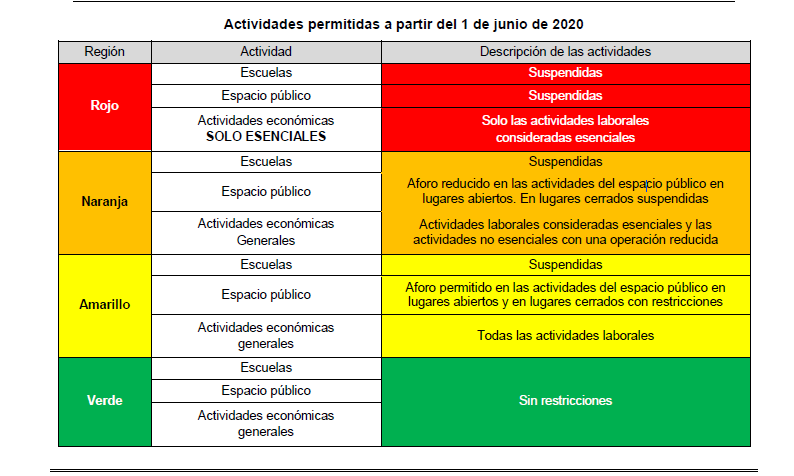 Actividades permitidas a partir del 1 de junio de 2020
Región Actividad Descripción de las actividades
Rojo
Escuelas Suspendidas
Espacio público Suspendidas
Actividades económicas
SOLO ESENCIALES
Solo las actividades laborales
consideradas esenciales
Naranja
Escuelas Suspendidas
Espacio público
Aforo reducido en las actividades del espacio público en
lugares abiertos. En lugares cerrados suspendidas
Actividades económicas
Generales
Actividades laborales consideradas esenciales y las
actividades no esenciales con una operación reducida
Amarillo
Escuelas Suspendidas
Espacio público
Aforo permitido en las actividades del espacio público en
lugares abiertos y en lugares cerrados con restricciones
Actividades económicas
generales
Todas las actividades laborales
Verde
Escuelas
Espacio público
Actividades económicas
generales
Sin restricciones